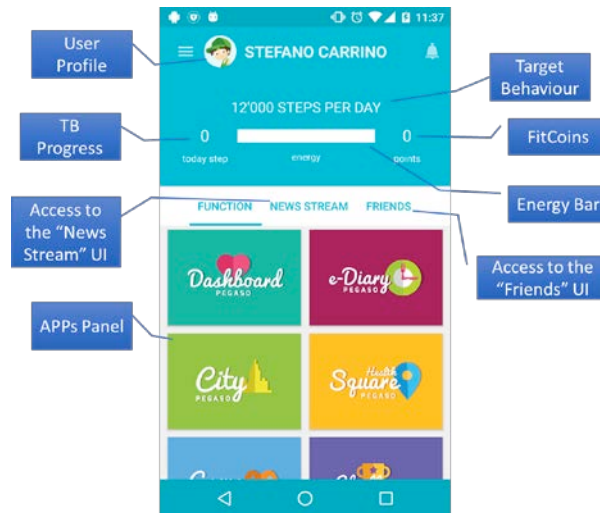 11:37
User
Profile
STEFANO CARRINO
Target
Behaviour
12'000 STEPS PER DAY
TB
Progress
0
0
FitCoins
today step
energy
points
Energy Bar
Access to
the “News
Stream” UI
FUNCTION
NEWS STREAM
FRIENDS
Access to the
“Friends” UI
Dashboard
PEGASO
e-Diary
PEGASO
APPs Panel
City
PEGASO
Health
Square
PEGASO